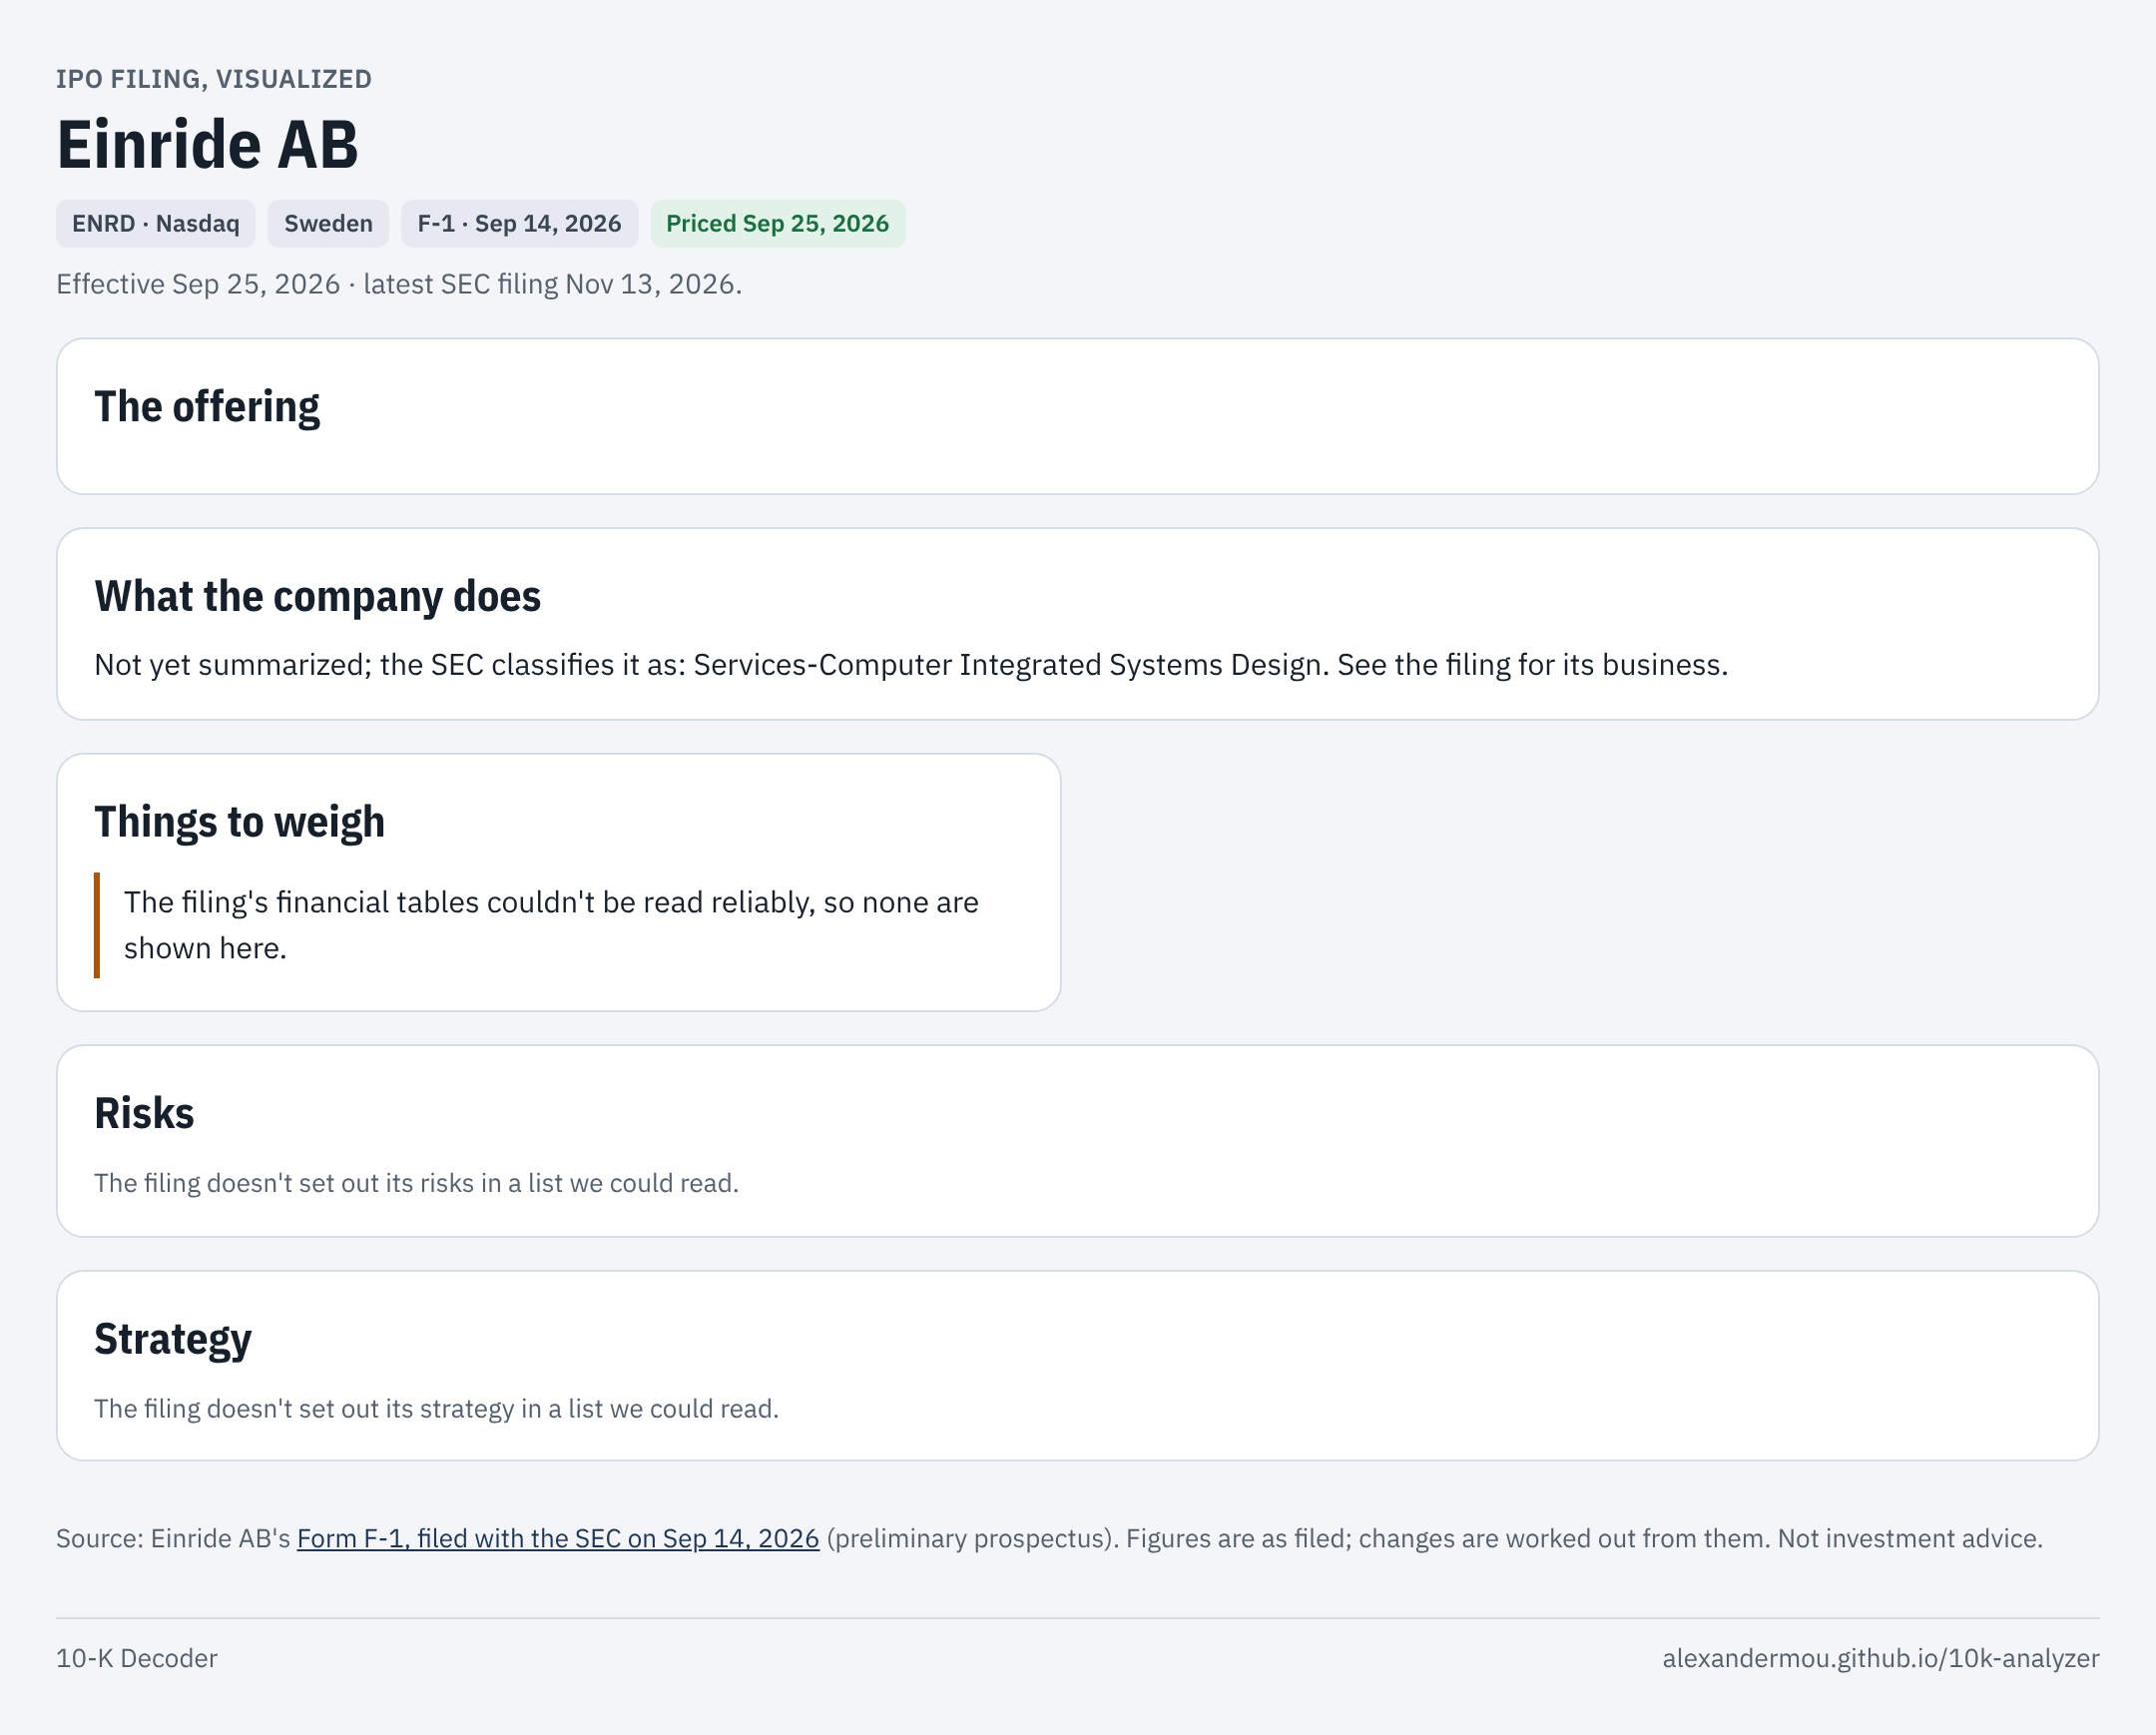 IPO FILING, VISUALIZED
Einride AB
ENRD · Nasdaq Sweden F-1 · Sep 14, 2026 Priced Sep 25, 2026
Effective Sep 25, 2026 · latest SEC filing Nov 13, 2026.
The offering
What the company does
Not yet summarized; the SEC classifies it as: Services-Computer Integrated Systems Design. See the filing for its business.
Things to weigh
The filing's financial tables couldn't be read reliably, so none are
shown here.
Risks
The filing doesn't set out its risks in a list we could read.
Strategy
The filing doesn't set out its strategy in a list we could read.
Source: Einride AB's Form F-1, filed with the SEC on Sep 14, 2026 (preliminary prospectus). Figures are as filed; changes are worked out from them. Not investment advice.
10-K Decoder alexandermou.github.io/10k-analyzer